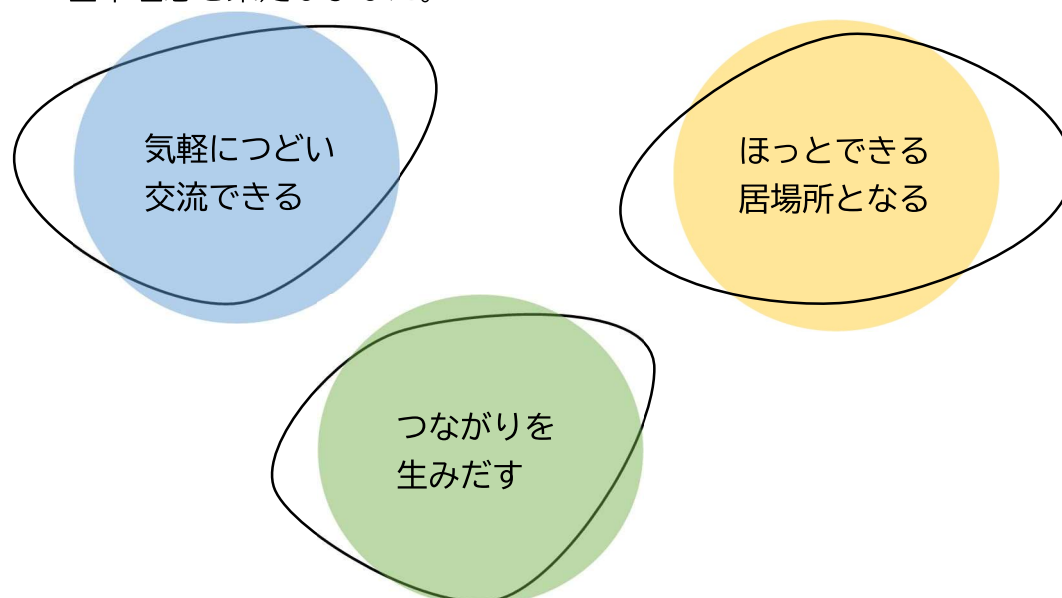 気軽につどい
交流できる
ほっとできる
居場所となる
つながりを
生みだす